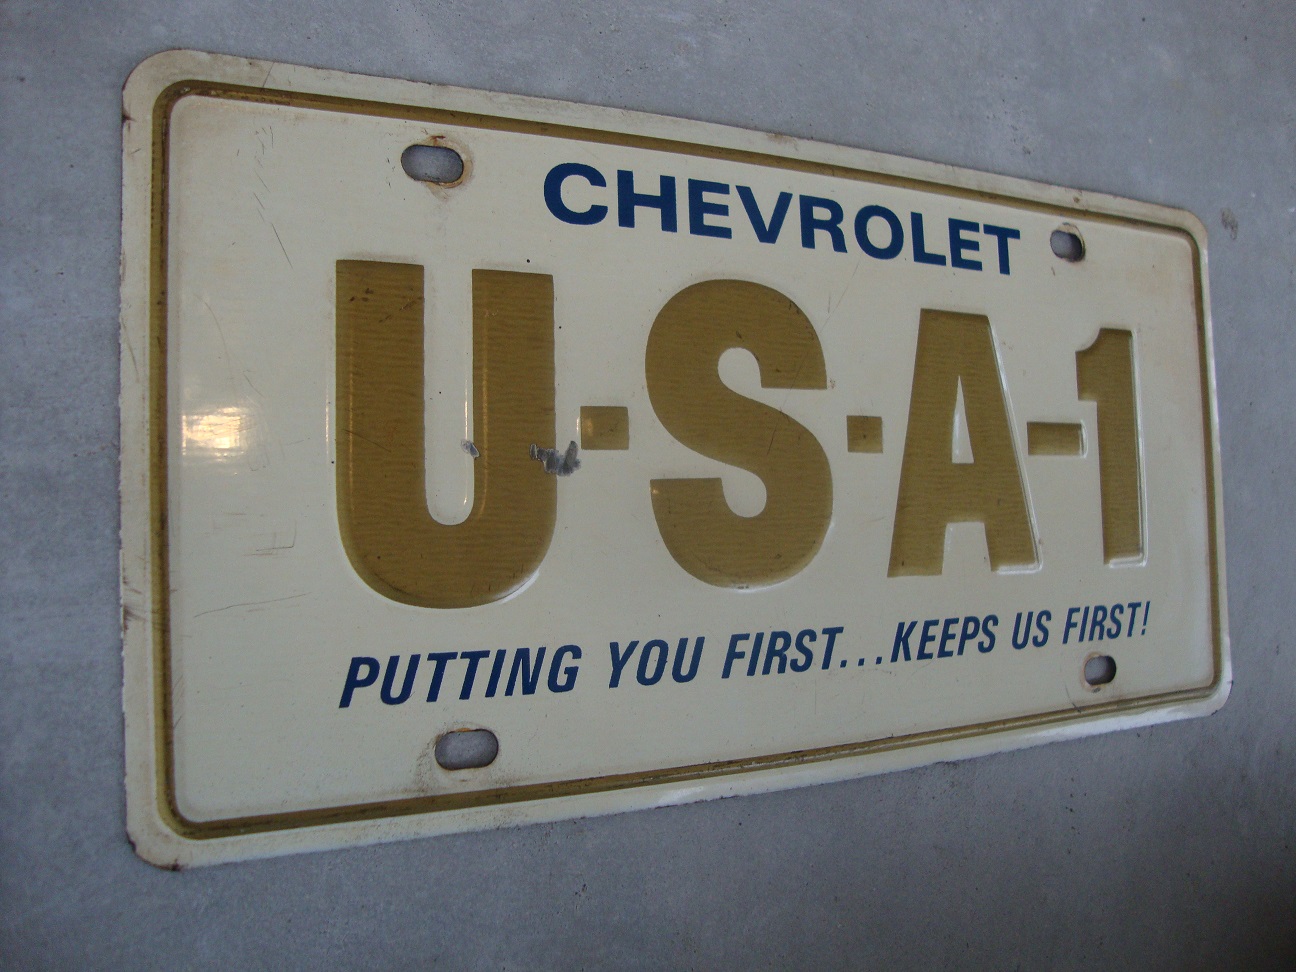 CHEVROLET
U-S-A-1
PUTTING YOU FIRST...KEEPS US FIRST!